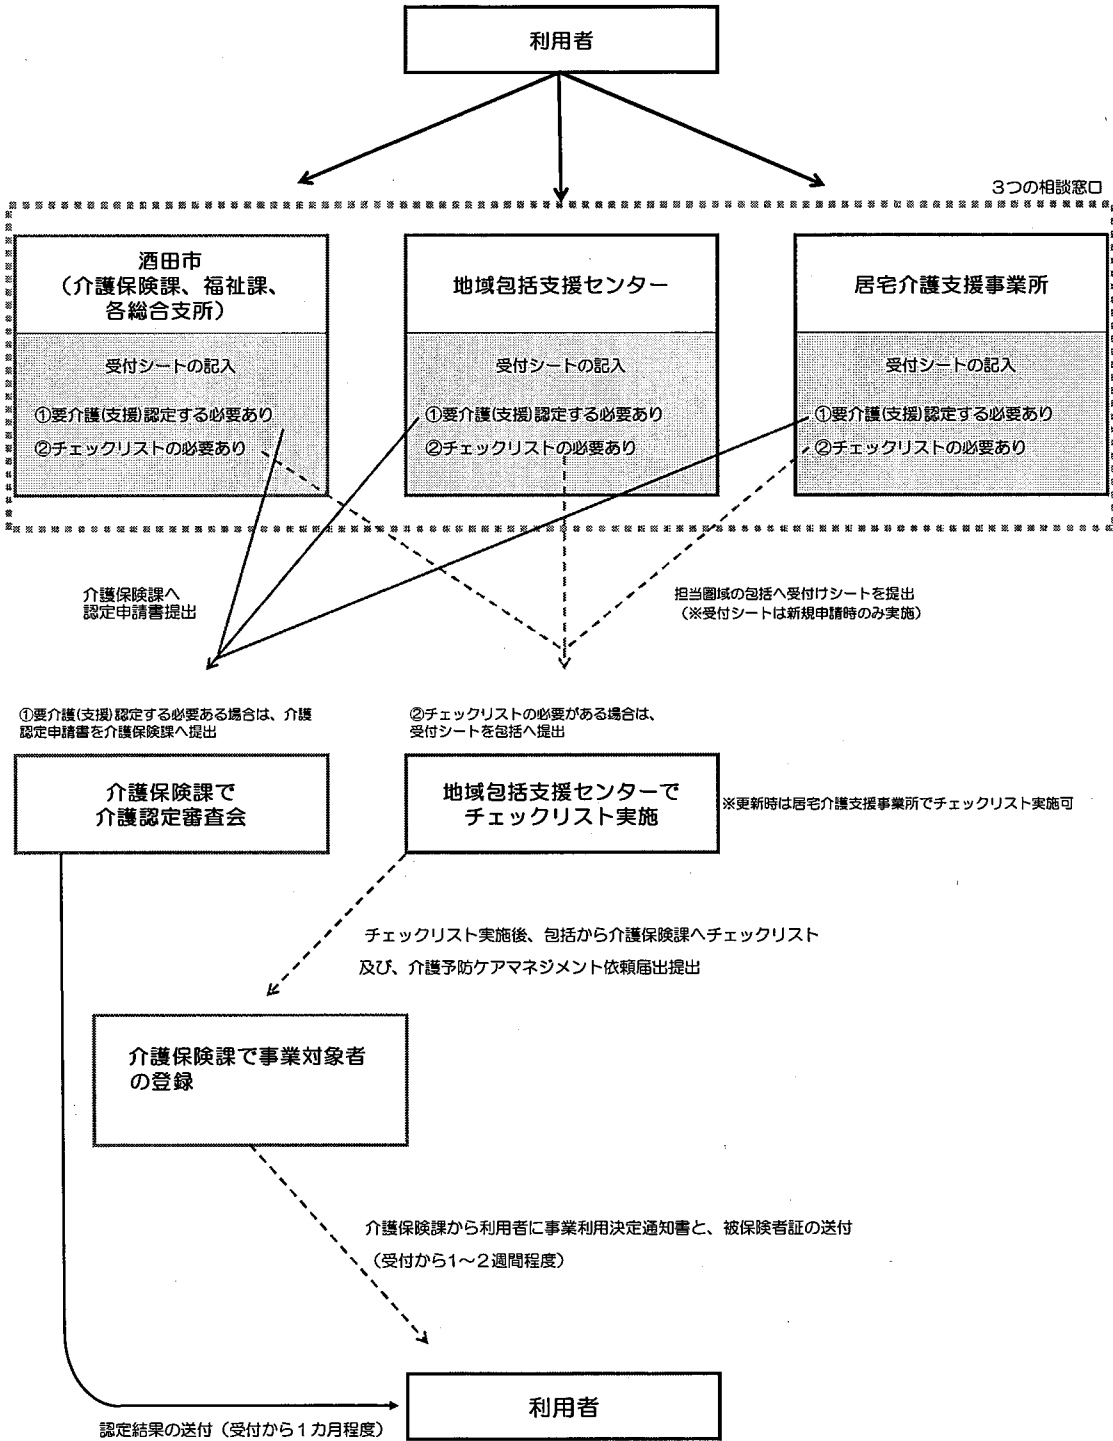 利用者
3つの相談窓口
酒田市
（介護保険課、福祉課、
各総合支所）
受付シートの記入
①要介護(支援)認定する必要あり
②チェックリストの必要あり
地域包括支援センター
受付シートの記入
①要介護(支援)認定する必要あり
②チェックリストの必要あり
居宅介護支援事業所
受付シートの記入
①要介護(支援)認定する必要あり
②チェックリストの必要あり
介護保険課へ
認定申請書提出
担当圏域の包括へ受付けシートを提出
（※受付シートは新規申請時のみ実施）
①要介護(支援)認定する必要ある場合は、介護
認定申請書を介護保険課へ提出
②チェックリストの必要がある場合は、
受付シートを包括へ提出
介護保険課で
介護認定審査会
地域包括支援センターで
チェックリスト実施
※更新時は居宅介護支援事業所でチェックリスト実施可
チェックリスト実施後、包括から介護保険課へチェックリスト
及び、介護予防ケアマネジメント依頼届出提出
介護保険課で事業対象者
の登録
介護保険課から利用者に事業利用決定通知書と、被保険者証の送付
（受付から1～2週間程度）
利用者
認定結果の送付（受付から1カ月程度）